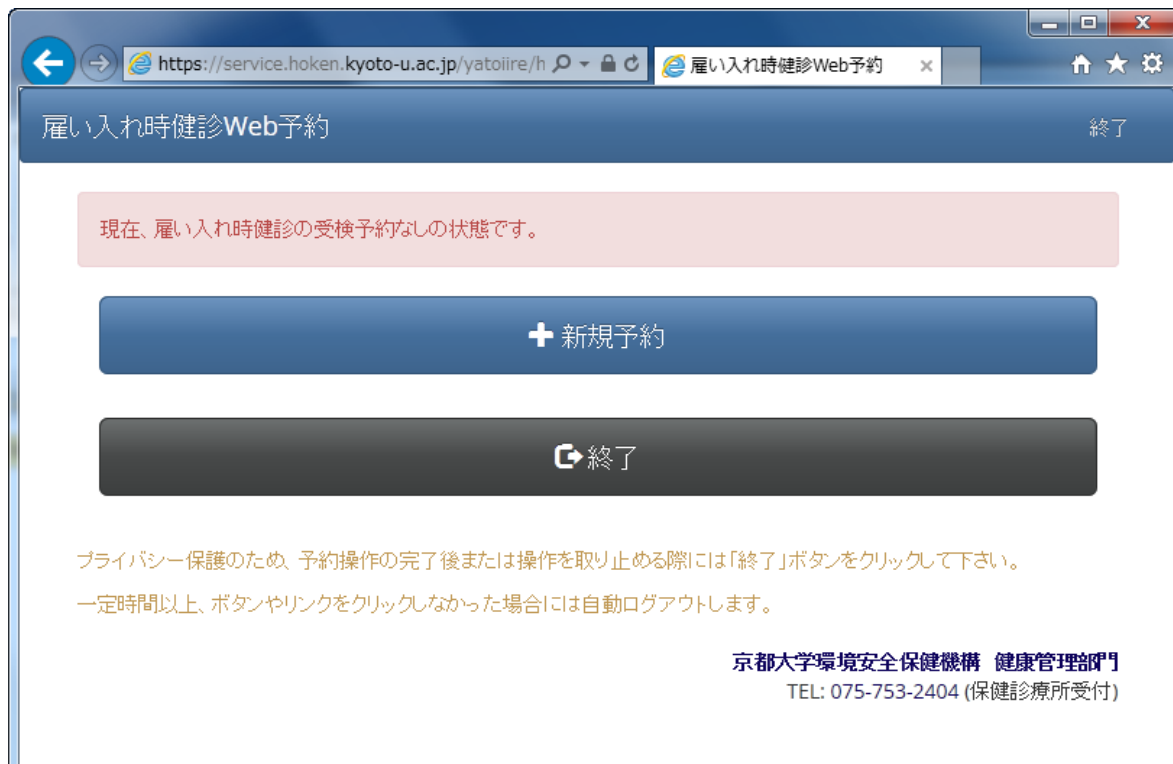 https://service.hoken.kyoto-u.ac.jp/yatoiire/h
雇い入れ時健診Web予約
雇い入れ時健診Web予約
終了
現在、雇い入れ時健診の受検予約なしの状態です。
新規予約
終了
プライバシー保護のため、予約操作の完了後または操作を取り止める際には「終了」ボタンをクリックして下さい。
一定時間以上、ボタンやリンクをクリックしなかった場合には自動ログアウトします。
京都大学環境安全保健機構 健康管理部門
TEL: 075-753-2404 (保健診療所受付)